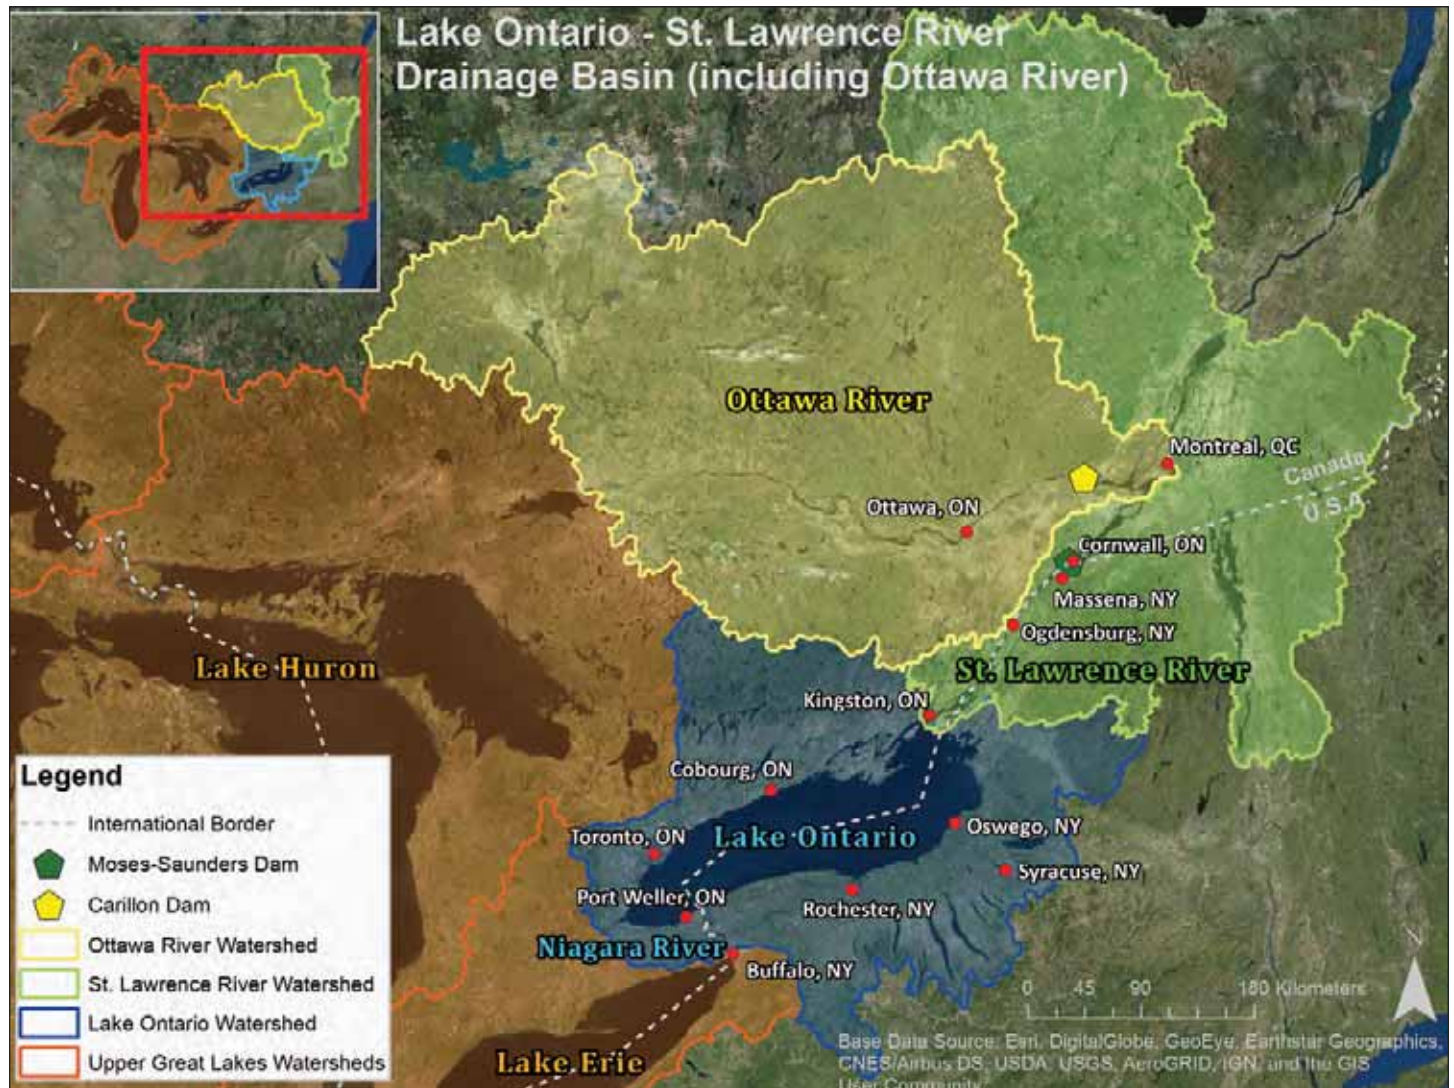 Lake Ontario - St. Lawrence River
Drainage Basin (including Ottawa River)
Ottawa River
Montreal, QC
Canada
U.S.A
Ottawa, ON
Cornwall, ON
Massena, NY
Ogdensburg, NY
St. Lawrence River
Lake Huron
Kingston, ON
Cobourg, ON
Lake Ontario
Oswego, NY
Toronto, ON
Syracuse, NY
Port Weller, ON
Rochester, NY
Niagara River
Buffalo, NY
Lake Erie
Legend
International Border
Moses-Saunders Dam
Carillon Dam
Ottawa River Watershed
St. Lawrence River Watershed
Lake Ontario Watershed
Upper Great Lakes Watersheds
N
0 45 90 180 Kilometers
Base Data Source: Esri, DigitalGlobe, GeoEye, Earthstar Geographics,
CNES/Airbus DS, USDA, USGS, AeroGRID, IGN, and the GIS
User Community